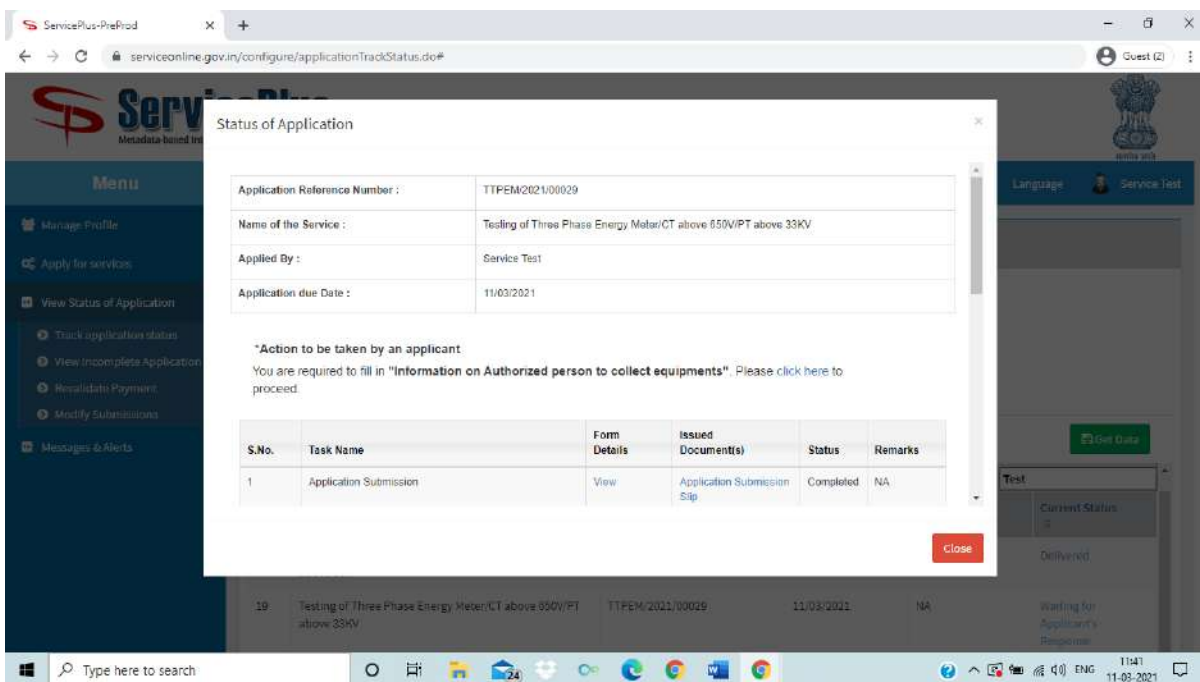 ServicePlus-PreProd
serviceonline.gov.in/configure/applicationTrackStatus.do#
Guest (2)
ServicePlus
Metadata-based Int
Menu
Language
Service Test
Manage Profile
Apply for services
View Status of Application
Track application status
View Incomplete Application
Revalidate Payment
Modify Submissions
Messages & Alerts
Status of Application
Application Reference Number : TTPEM/2021/00029
Name of the Service : Testing of Three Phase Energy Meter/CT above 650V/PT above 33KV
Applied By : Service Test
Application due Date : 11/03/2021
*Action to be taken by an applicant
You are required to fill in "Information on Authorized person to collect equipments". Please click here to
proceed.
S.No. Task Name Form Details Issued Document(s) Status Remarks
1 Application Submission View Application Submission Slip Completed NA
Close
Get Data
Test
Current Status
Delivered
19 Testing of Three Phase Energy Meter/CT above 650V/PT above 33KV TTPEM/2021/00029 11/03/2021 NA Waiting for Applicant's Response
Type here to search
24
ENG
11:41
11-03-2021